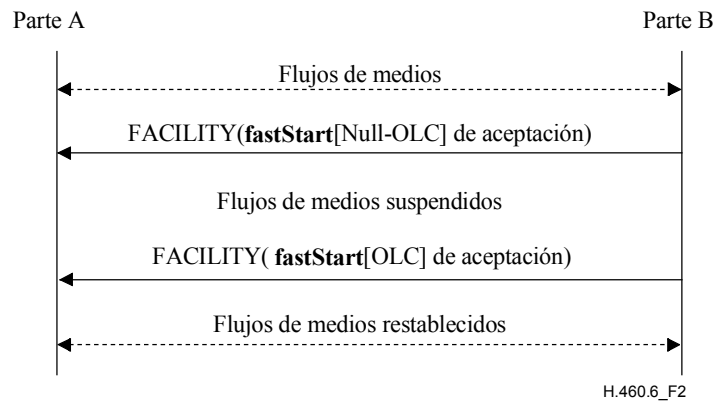 Parte A
Parte B
Flujos de medios
FACILITY(fastStart[Null-OLC] de aceptación)
Flujos de medios suspendidos
FACILITY( fastStart[OLC] de aceptación)
Flujos de medios restablecidos
H.460.6_F2